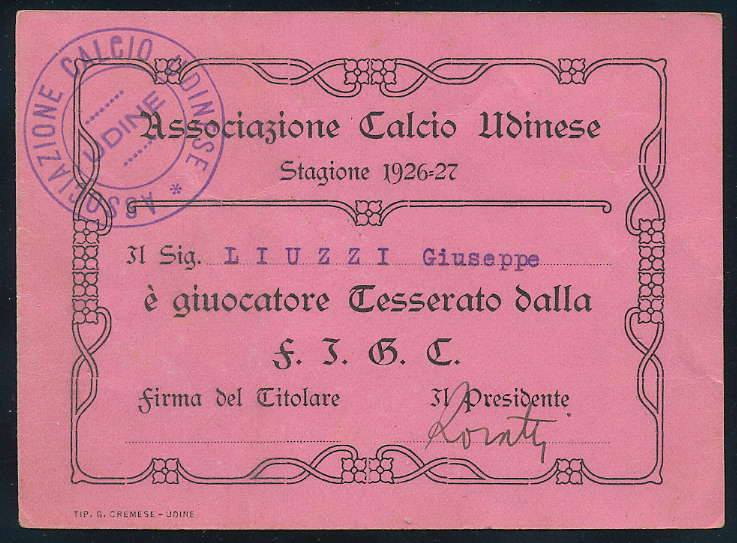 ASSOCIAZIONE CALCIO UDINESE *
UDINE
Associazione Calcio Udinese
Stagione 1926=27
Il Sig. LIUZZI Giuseppe
è giuocatore Tesserato dalla
F. I. G. C.
Firma del Titolare Il Presidente
TIP. G. CREMESE - UDINE